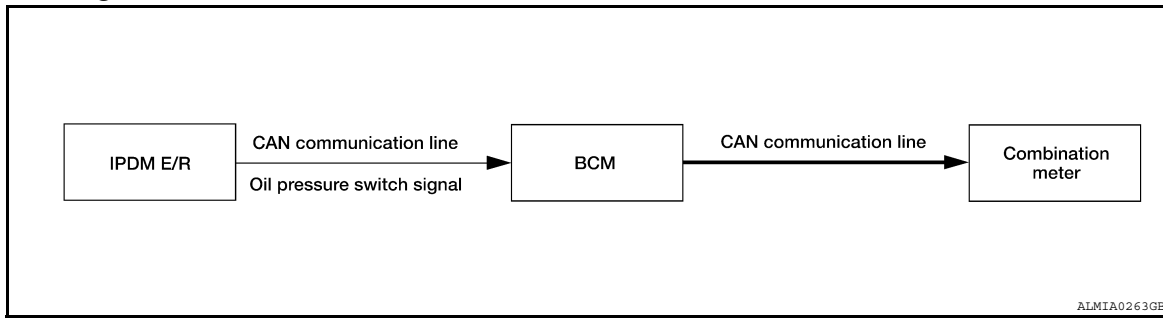 IPDM E/R
CAN communication line
Oil pressure switch signal
BCM
CAN communication line
Combination
meter
ALMIA0263GB